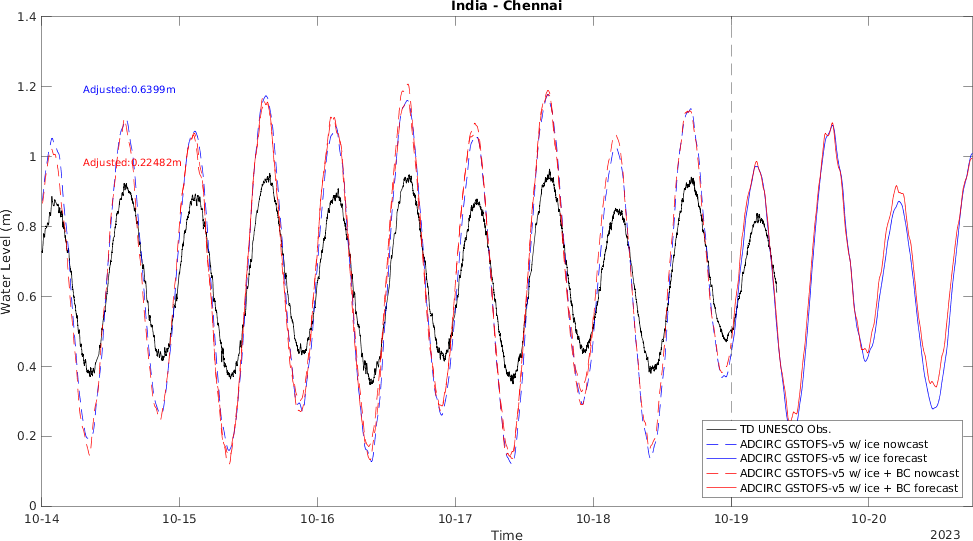 India - Chennai
Water Level (m)
1.4
1.2
1
0.8
0.6
0.4
0.2
0
Adjusted:0.6399m
Adjusted:0.22482m
TD UNESCO Obs.
ADCIRC GSTOFS-v5 w/ ice nowcast
ADCIRC GSTOFS-v5 w/ ice forecast
ADCIRC GSTOFS-v5 w/ ice + BC nowcast
ADCIRC GSTOFS-v5 w/ ice + BC forecast
10-14 10-15 10-16 10-17 10-18 10-19 10-20
Time
2023